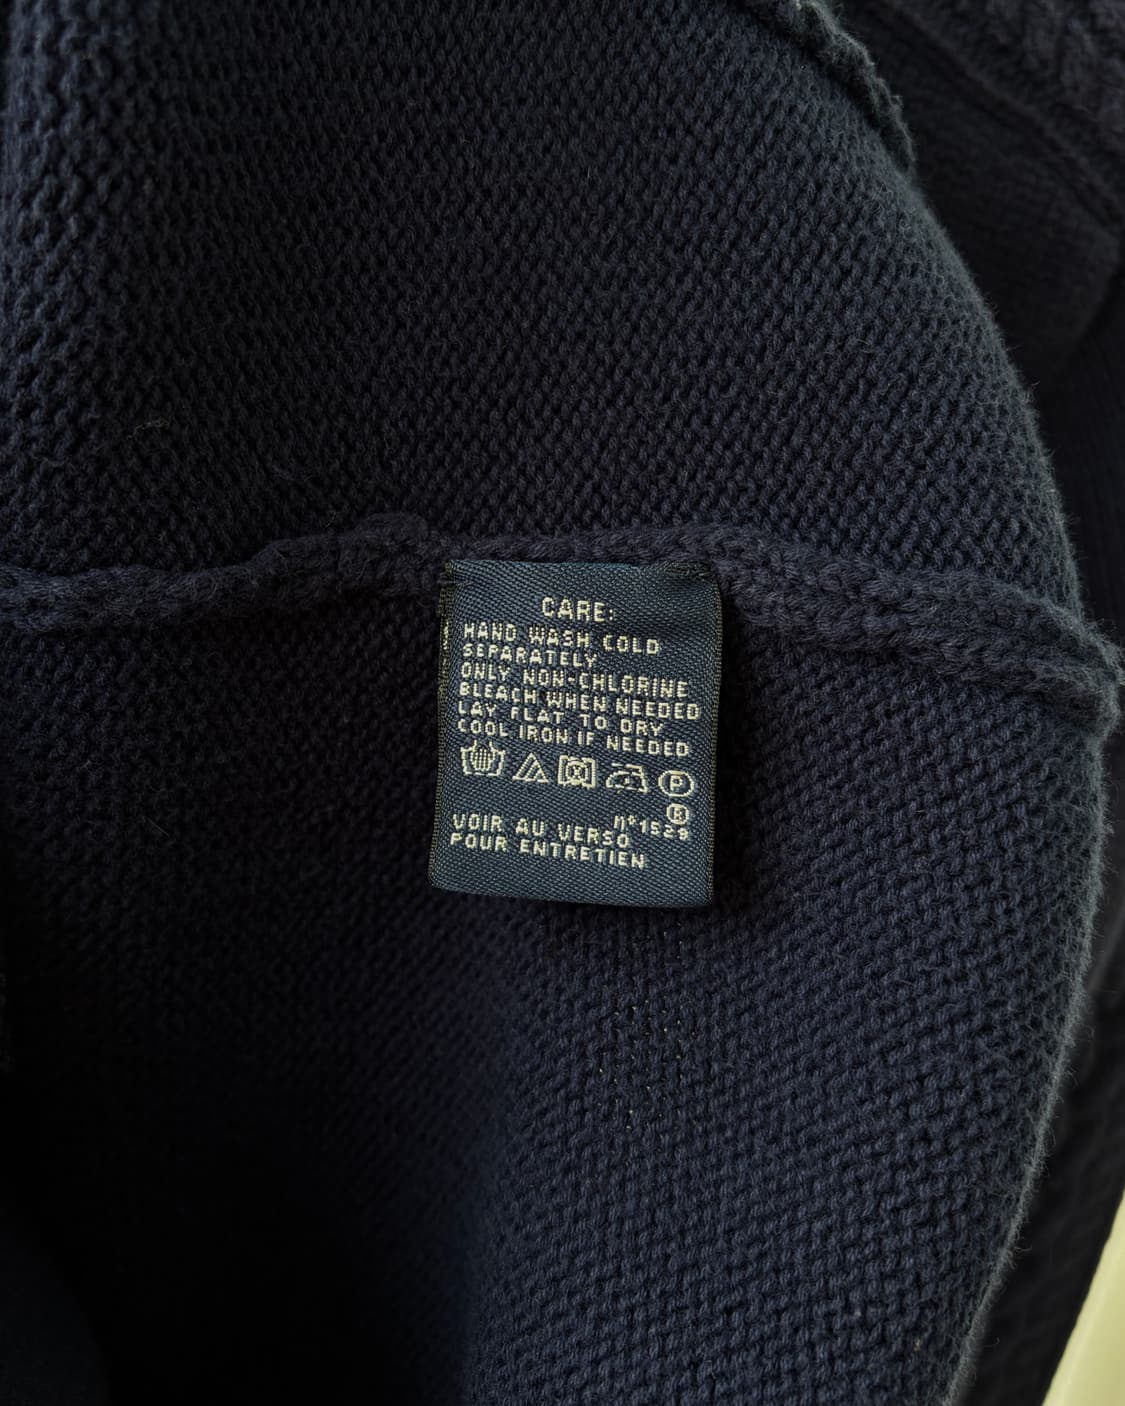 CARE:
HAND WASH COLD
SEPARATELY
ONLY NON-CHLORINE
BLEACH WHEN NEEDED
LAY FLAT TO DRY
COOL IRON IF NEEDED
P
R
n°1529
VOIR AU VERSO
POUR ENTRETIEN